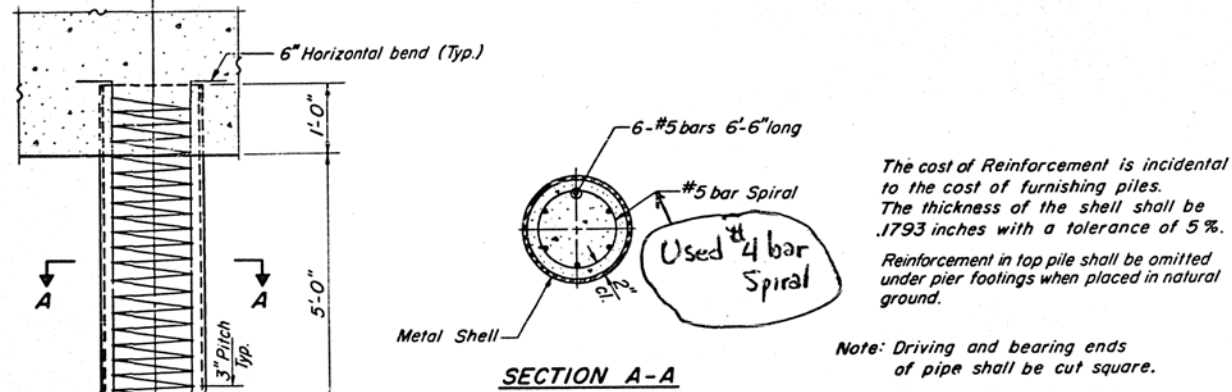 6" Horizontal bend (Typ.)
1'-0"
5'-0"
A
A
3" Pitch
Typ.
6-#5 bars 6'-6" long
#5 bar Spiral
Used #4 bar
Spiral
2"
cl.
Metal Shell
SECTION A-A
The cost of Reinforcement is incidental
to the cost of furnishing piles.
The thickness of the shell shall be
.1793 inches with a tolerance of 5%.
Reinforcement in top pile shall be omitted
under pier footings when placed in natural
ground.
Note: Driving and bearing ends
of pipe shall be cut square.